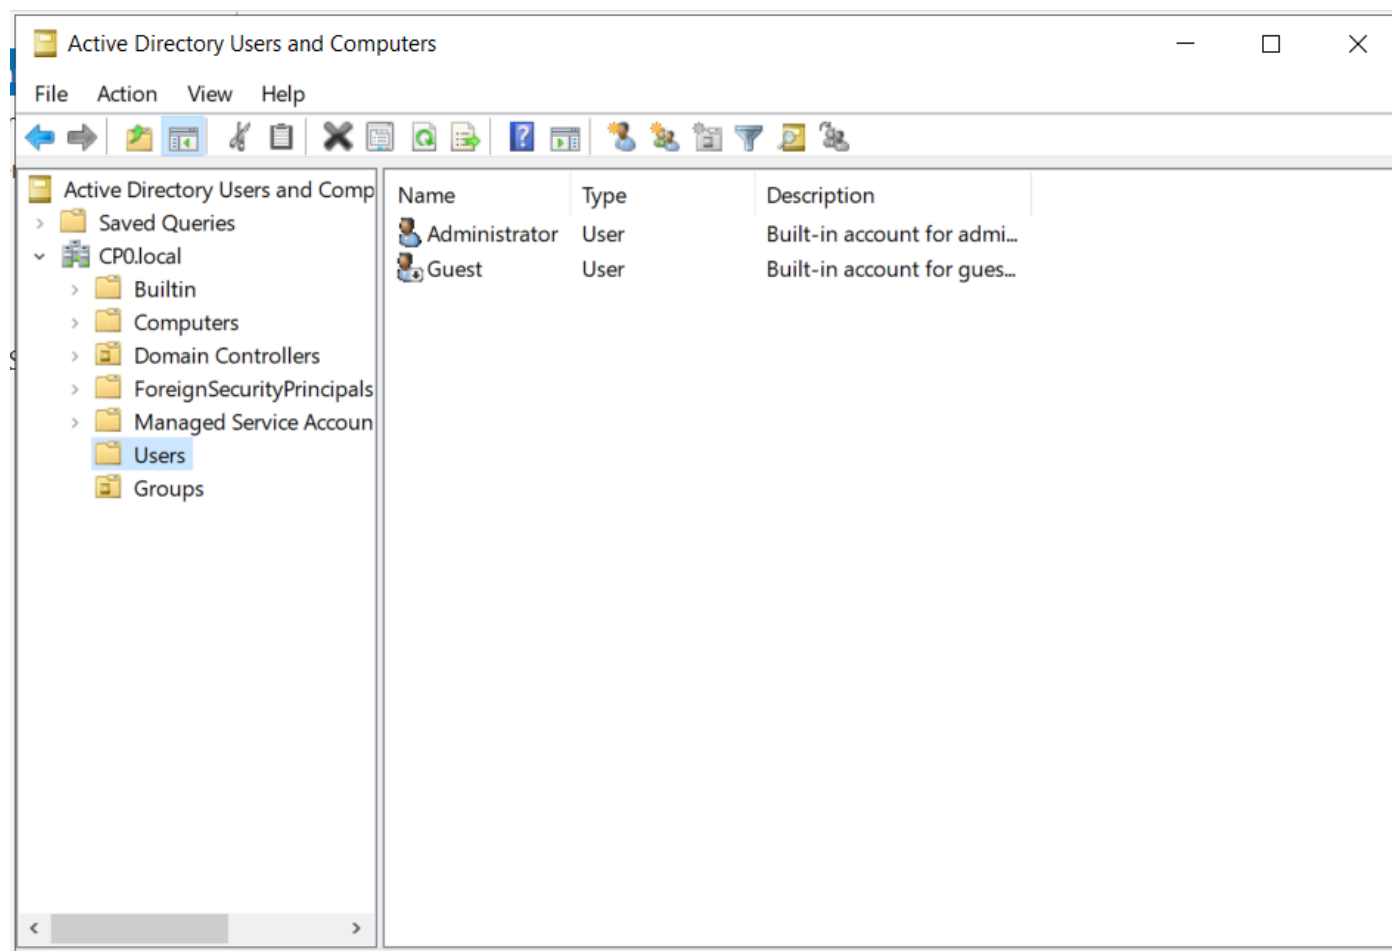 Active Directory Users and Computers
File Action View Help
Active Directory Users and Comp
Saved Queries
CP0.local
Builtin
Computers
Domain Controllers
ForeignSecurityPrincipals
Managed Service Accoun
Users
Groups
Name Type Description
Administrator User Built-in account for admi...
Guest User Built-in account for gues...